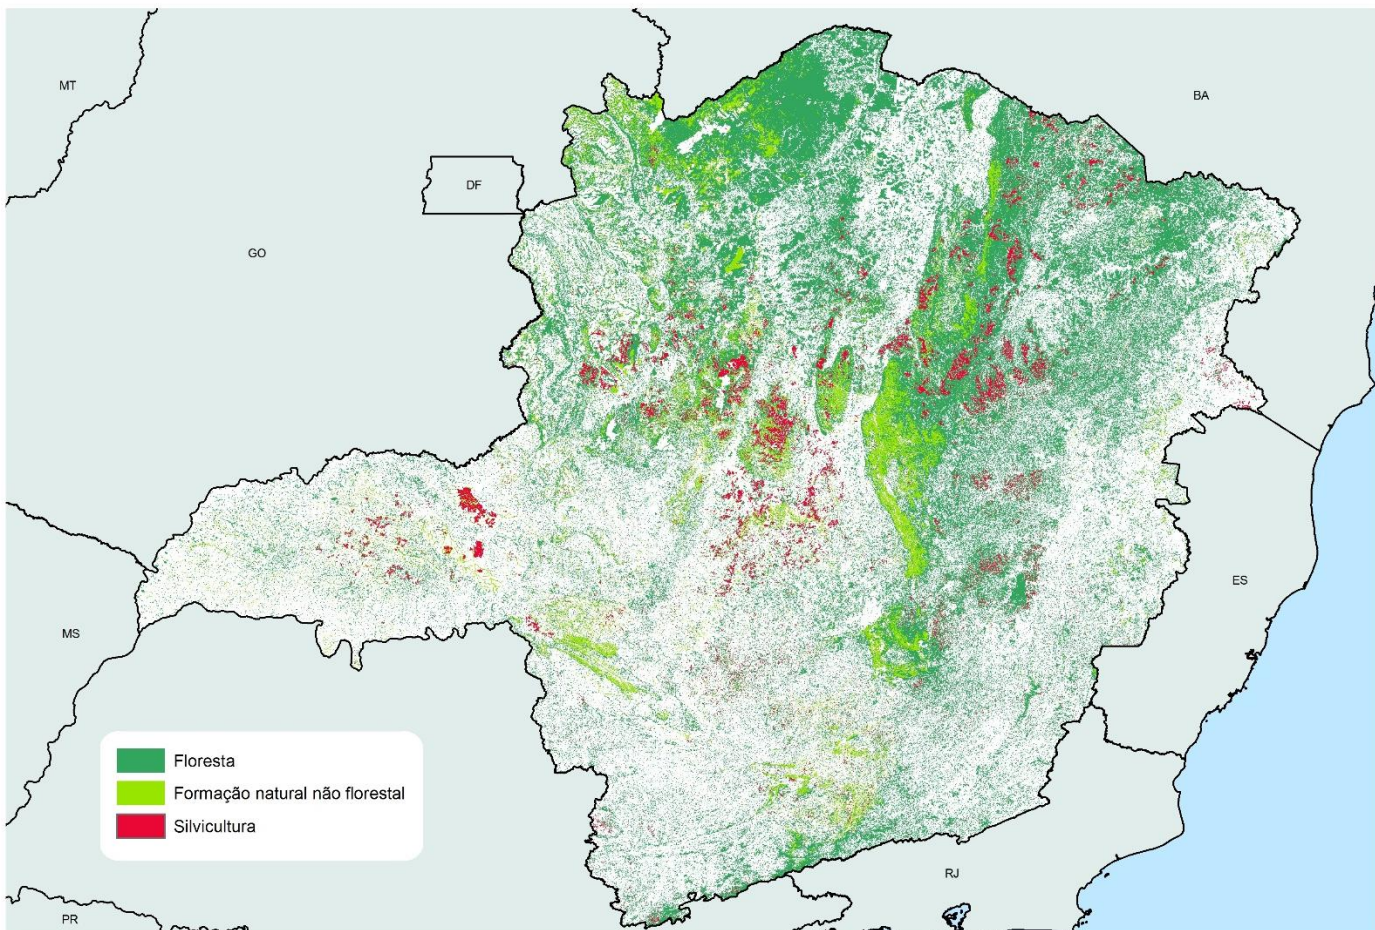 MT
BA
DF
GO
ES
MS
Floresta
Formação natural não florestal
Silvicultura
RJ
PR